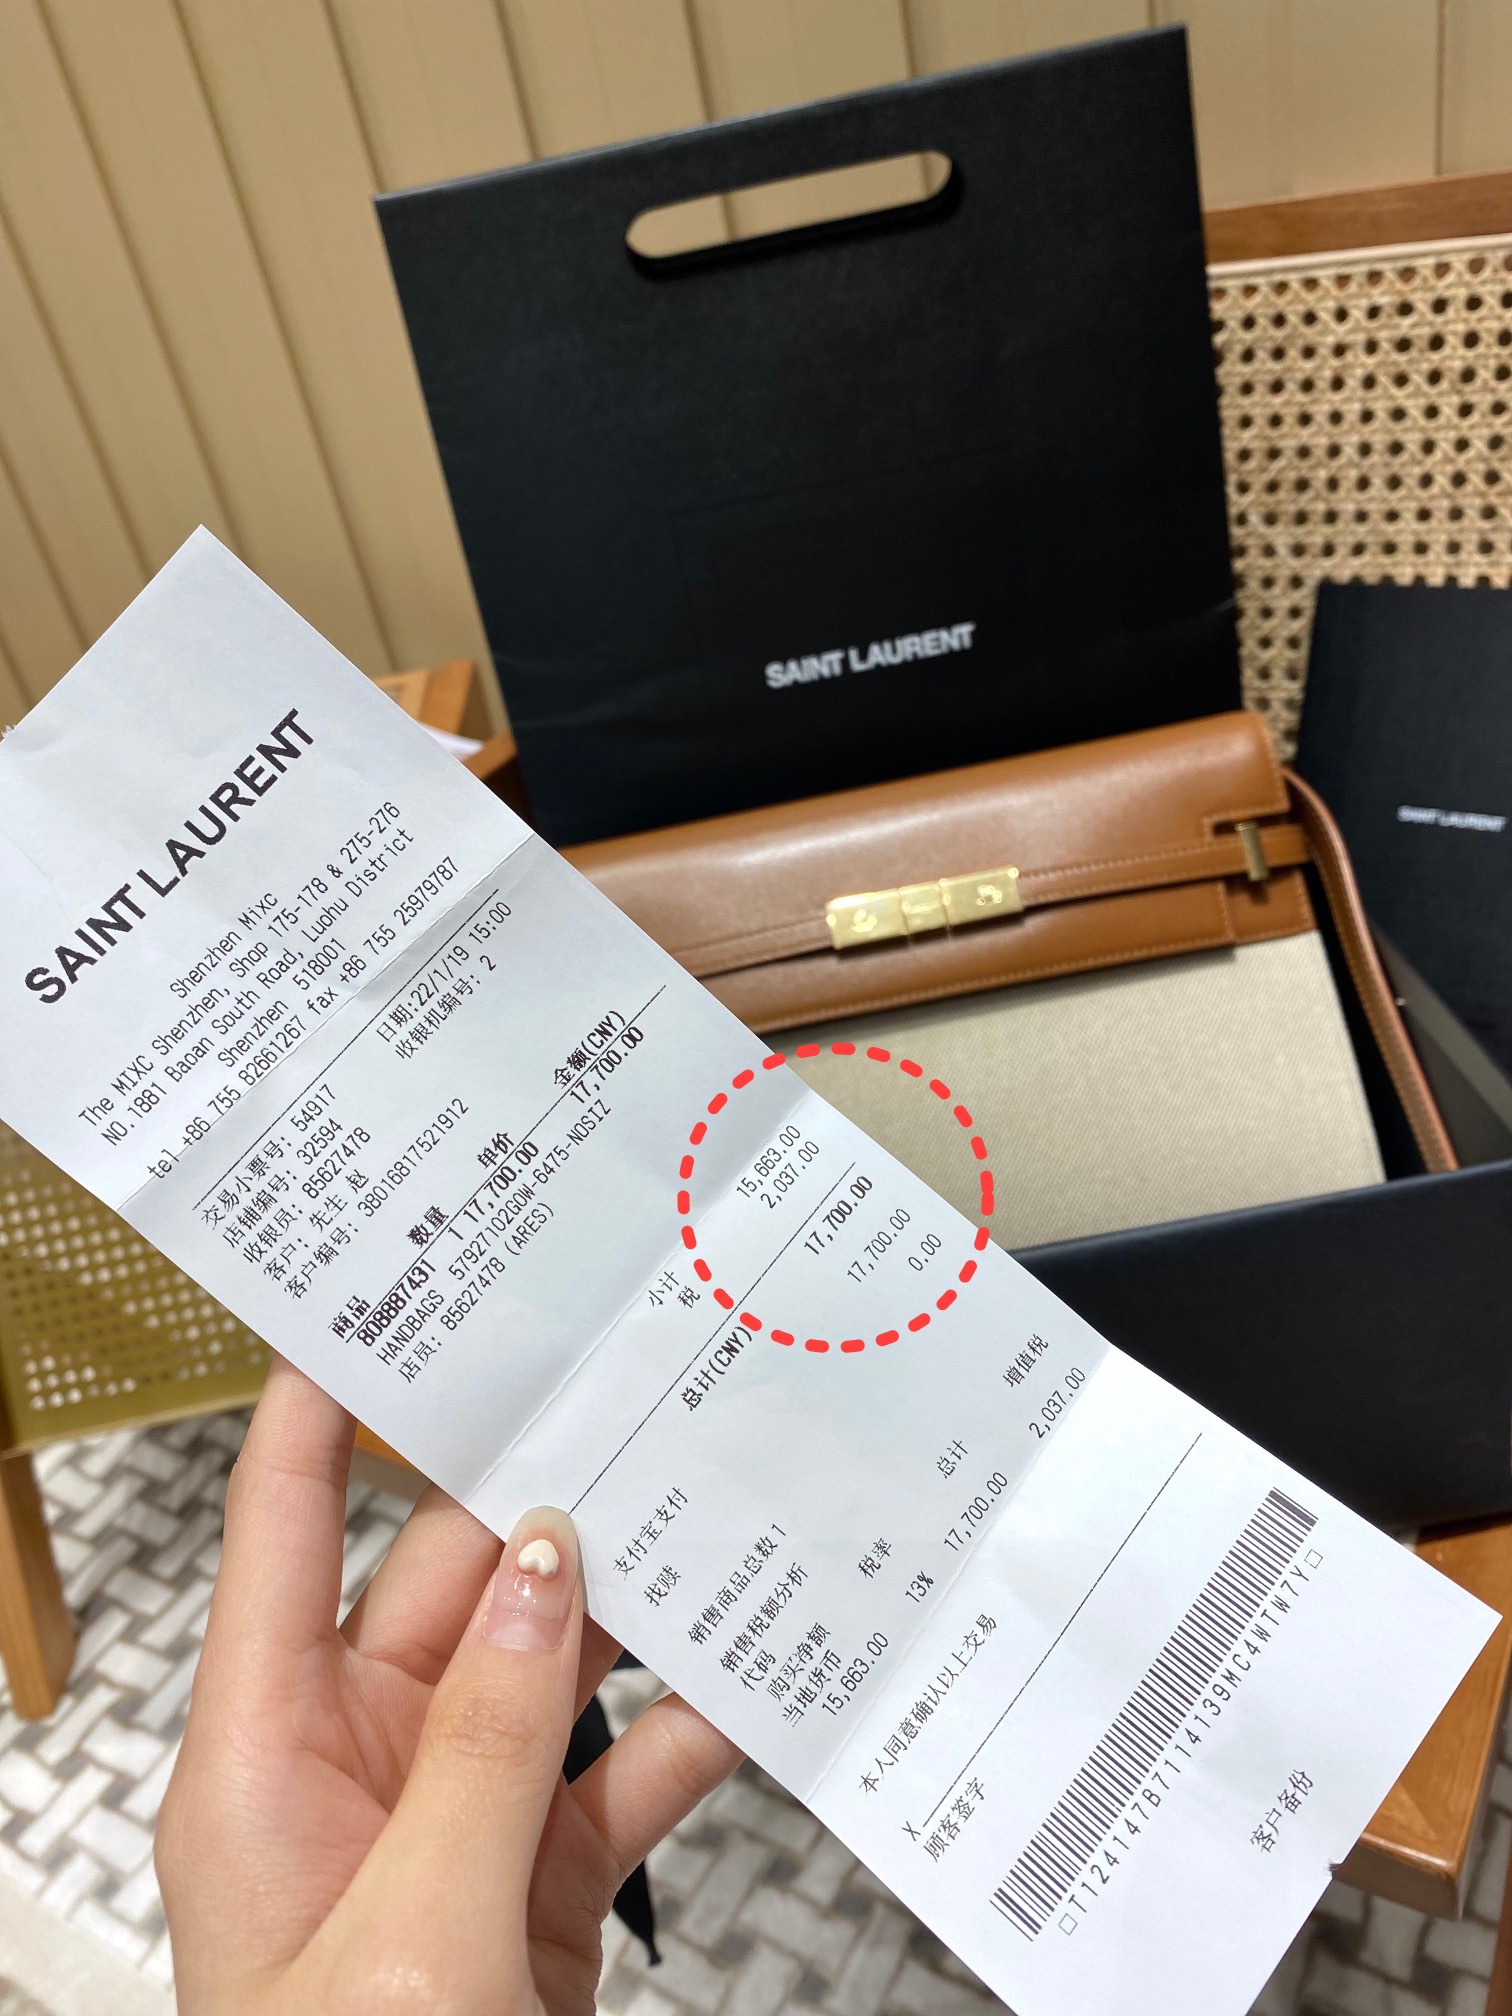 SAINT LAURENT
SAINT LAURENT
SAINT LAURENT
Shenzhen Mixc
The MIXC Shenzhen, Shop 175-178 & 275-276
NO.1881 Baoan South Road, Luohu District
Shenzhen 518001
tel +86 755 82661267 fax +86 755 25979787
交易小票号: 54917 日期:22/1/19 15:00
店铺编号: 32594 收银机编号: 2
收银员: 85627478
客户: 先生 赵
客户编号: 3801681752191​2
商品 数量 单价 金额(CNY)
808887431 1 17,700.00 17,700.00
HANDBAGS 57927102GOW-6475-NOSIZ
店员: 85627478 (ARES)
小计 15,663.00
税 2,037.00
总计(CNY) 17,700.00
支付宝支付 17,700.00
找赎 0.00
销售商品总数 1
销售税额分析
代码 税率 总计 增值税
购买净额
当地货币
15,663.00 13% 17,700.00 2,037.00
本人同意确认以上交易
X
顾客签字
□T124147B7114139MC4WTW7Y□
客户备份